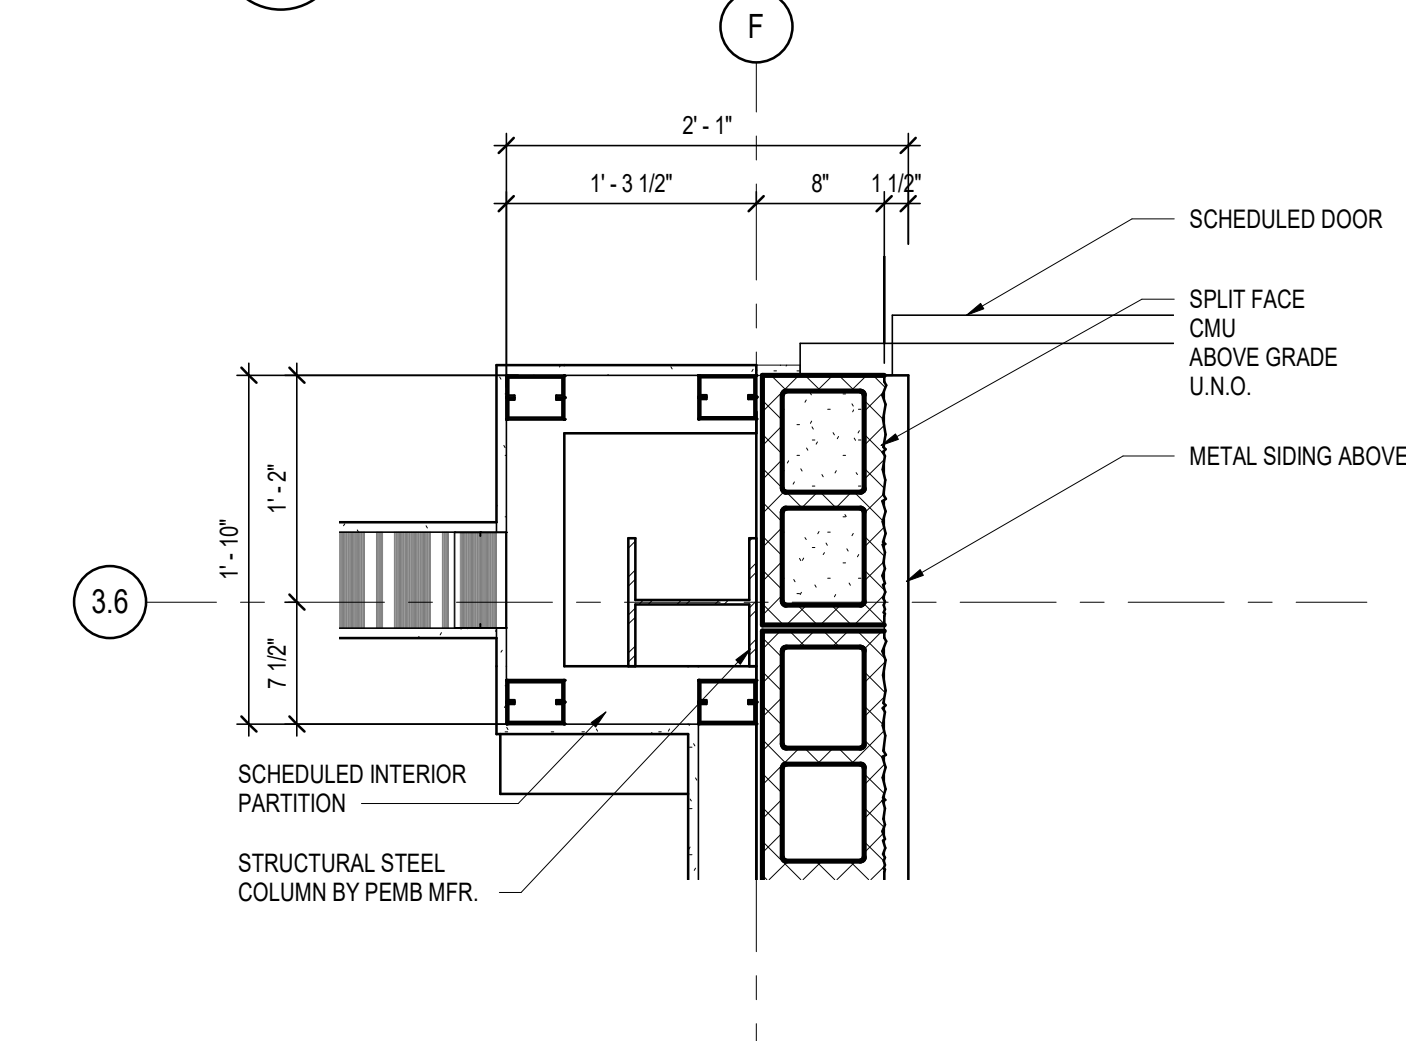 F
2' - 1"
1' - 3 1/2"
8"
1 1/2"
SCHEDULED DOOR
SPLIT FACE
CMU
ABOVE GRADE
U.N.O.
METAL SIDING ABOVE
1' - 2"
1' - 10"
3.6
7 1/2"
SCHEDULED INTERIOR
PARTITION
STRUCTURAL STEEL
COLUMN BY PEMB MFR.